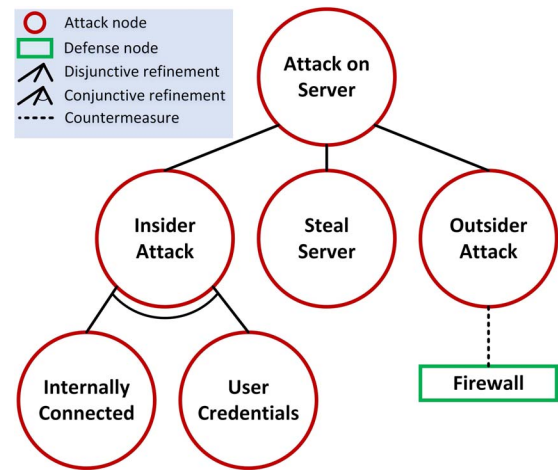 Attack node
Defense node
Disjunctive refinement
Conjunctive refinement
Countermeasure
Attack on
Server
Insider
Attack
Steal
Server
Outsider
Attack
Internally
Connected
User
Credentials
Firewall